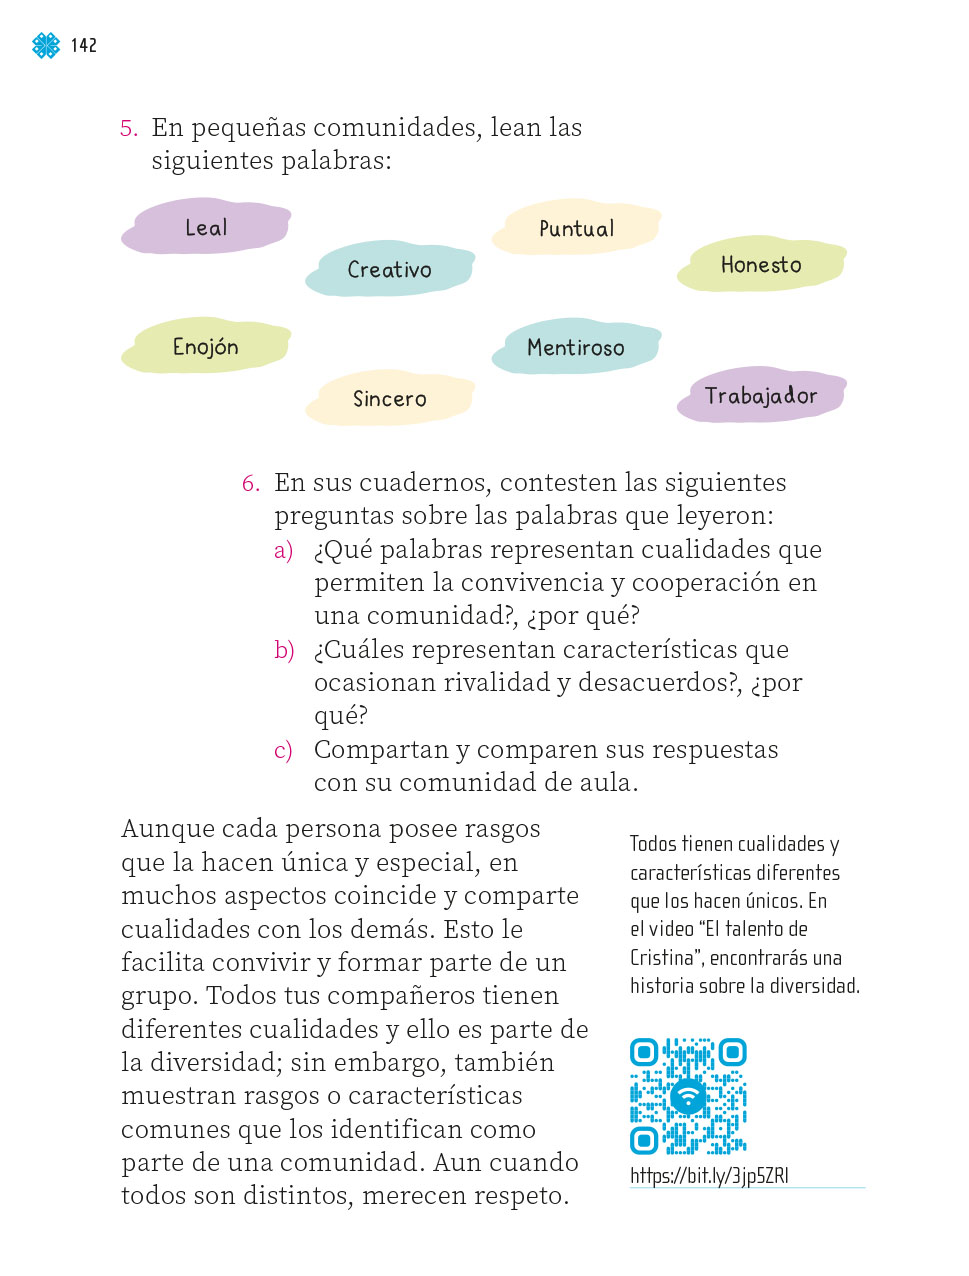 142
5. En pequeñas comunidades, lean las
siguientes palabras:
Leal
Puntual
Creativo
Honesto
Enojón
Mentiroso
Sincero
Trabajador
6. En sus cuadernos, contesten las siguientes
preguntas sobre las palabras que leyeron:
a) ¿Qué palabras representan cualidades que
permiten la convivencia y cooperación en
una comunidad?, ¿por qué?
b) ¿Cuáles representan características que
ocasionan rivalidad y desacuerdos?, ¿por
qué?
c) Compartan y comparen sus respuestas
con su comunidad de aula.
Aunque cada persona posee rasgos
que la hacen única y especial, en
muchos aspectos coincide y comparte
cualidades con los demás. Esto le
facilita convivir y formar parte de un
grupo. Todos tus compañeros tienen
diferentes cualidades y ello es parte de
la diversidad; sin embargo, también
muestran rasgos o características
comunes que los identifican como
parte de una comunidad. Aun cuando
todos son distintos, merecen respeto.
Todos tienen cualidades y
características diferentes
que los hacen únicos. En
el video “El talento de
Cristina”, encontrarás una
historia sobre la diversidad.
https://bit.ly/3jp5ZRl